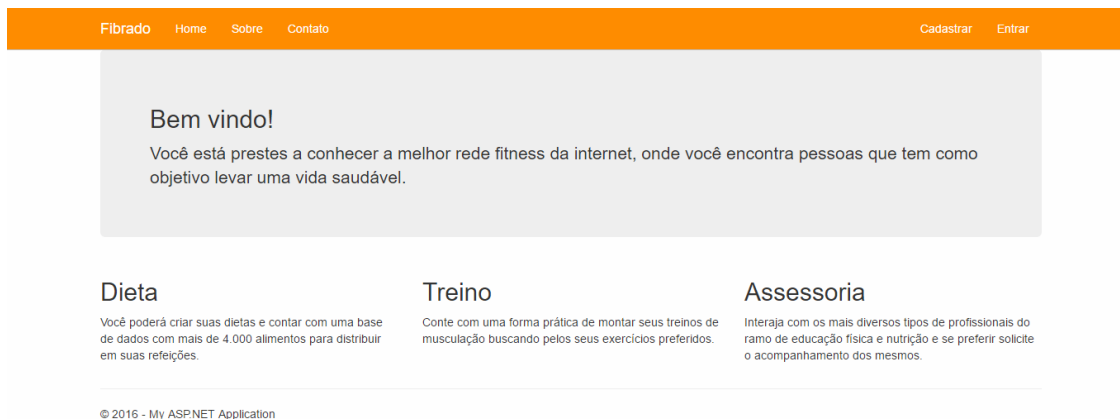 Fibrado Home Sobre Contato Cadastrar Entrar
Bem vindo!
Você está prestes a conhecer a melhor rede fitness da internet, onde você encontra pessoas que tem como
objetivo levar uma vida saudável.
Dieta
Você poderá criar suas dietas e contar com uma base
de dados com mais de 4.000 alimentos para distribuir
em suas refeições.
Treino
Conte com uma forma prática de montar seus treinos de
musculação buscando pelos seus exercícios preferidos.
Assessoria
Interaja com os mais diversos tipos de profissionais do
ramo de educação física e nutrição e se preferir solicite
o acompanhamento dos mesmos.
© 2016 - My ASP.NET Application